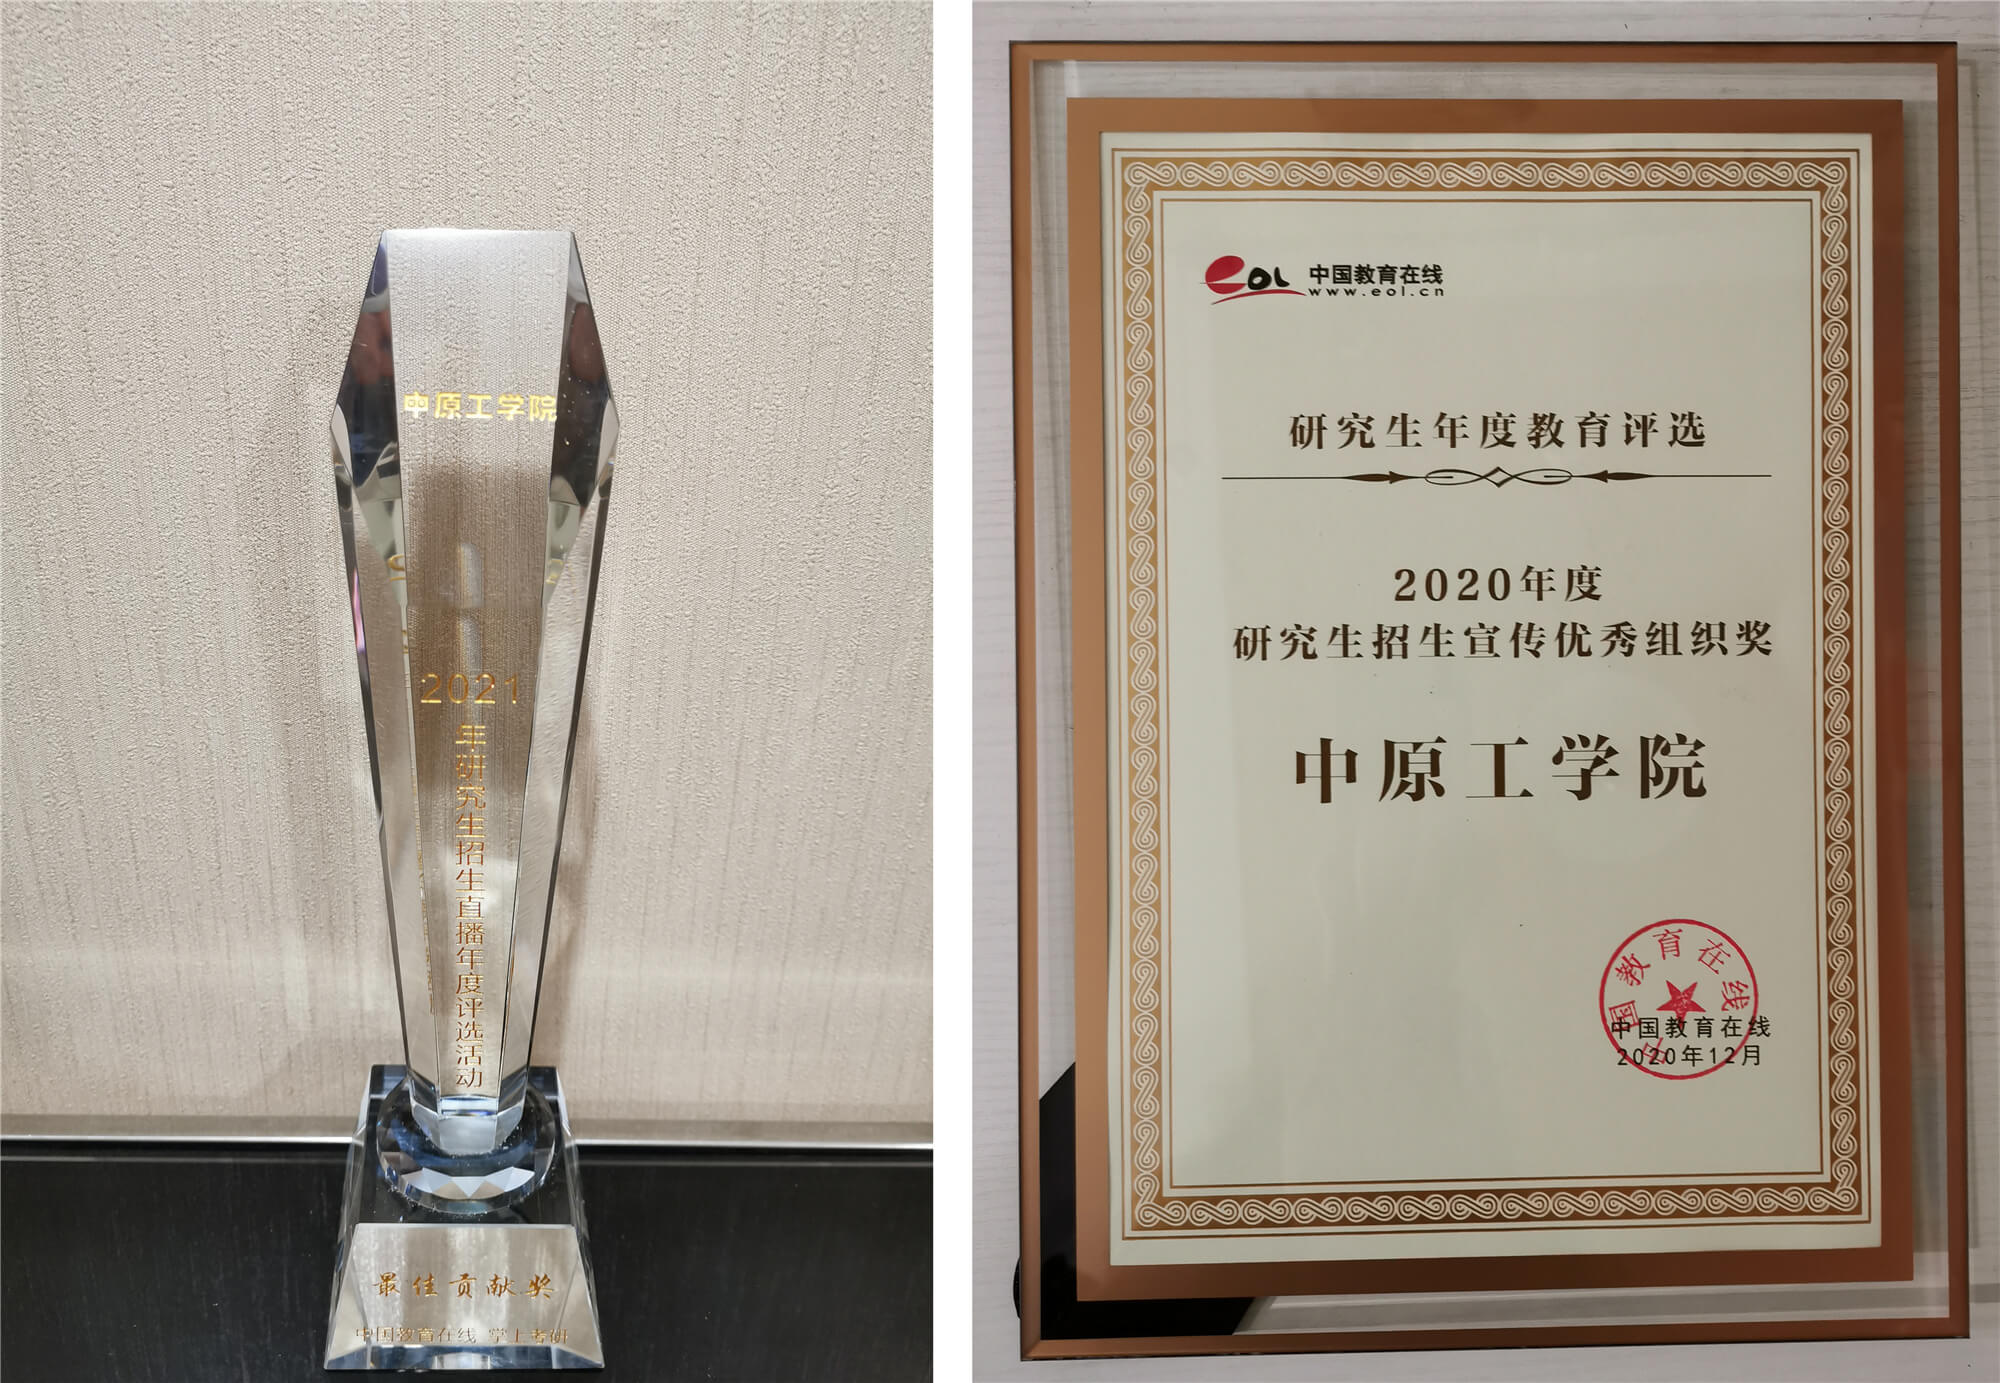 中原工学院
2021
年研究生招生直播年度评选活动
最佳贡献奖
中国教育在线 掌上考研
eOL 中国教育在线
www.eol.cn
研究生年度教育评选
2020年度
研究生招生宣传优秀组织奖
中原工学院
中国教育在线
中国教育在线
2020年12月